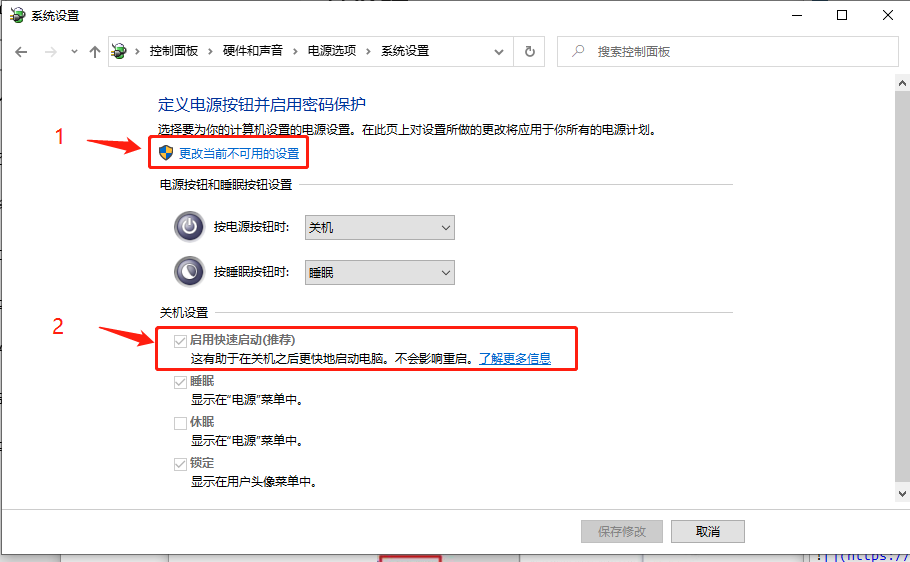 系统设置
控制面板 › 硬件和声音 › 电源选项 › 系统设置
搜索控制面板
定义电源按钮并启用密码保护
选择要为你的计算机设置的电源设置。在此页上对设置所做的更改将应用于你所有的电源计划。
1
更改当前不可用的设置
电源按钮和睡眠按钮设置
按电源按钮时: 关机
按睡眠按钮时: 睡眠
关机设置
2
启用快速启动(推荐)
这有助于在关机之后更快地启动电脑。不会影响重启。了解更多信息
睡眠
显示在"电源"菜单中。
休眠
显示在"电源"菜单中。
锁定
显示在用户头像菜单中。
保存修改 取消
(https://